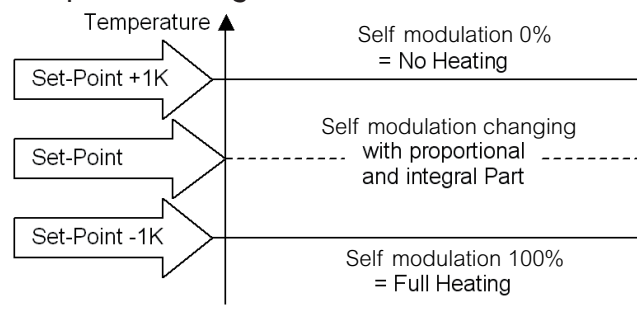 Temperature
Self modulation 0%
= No Heating
Set-Point +1K
Self modulation changing
with proportional
and integral Part
Set-Point
Set-Point -1K
Self modulation 100%
= Full Heating